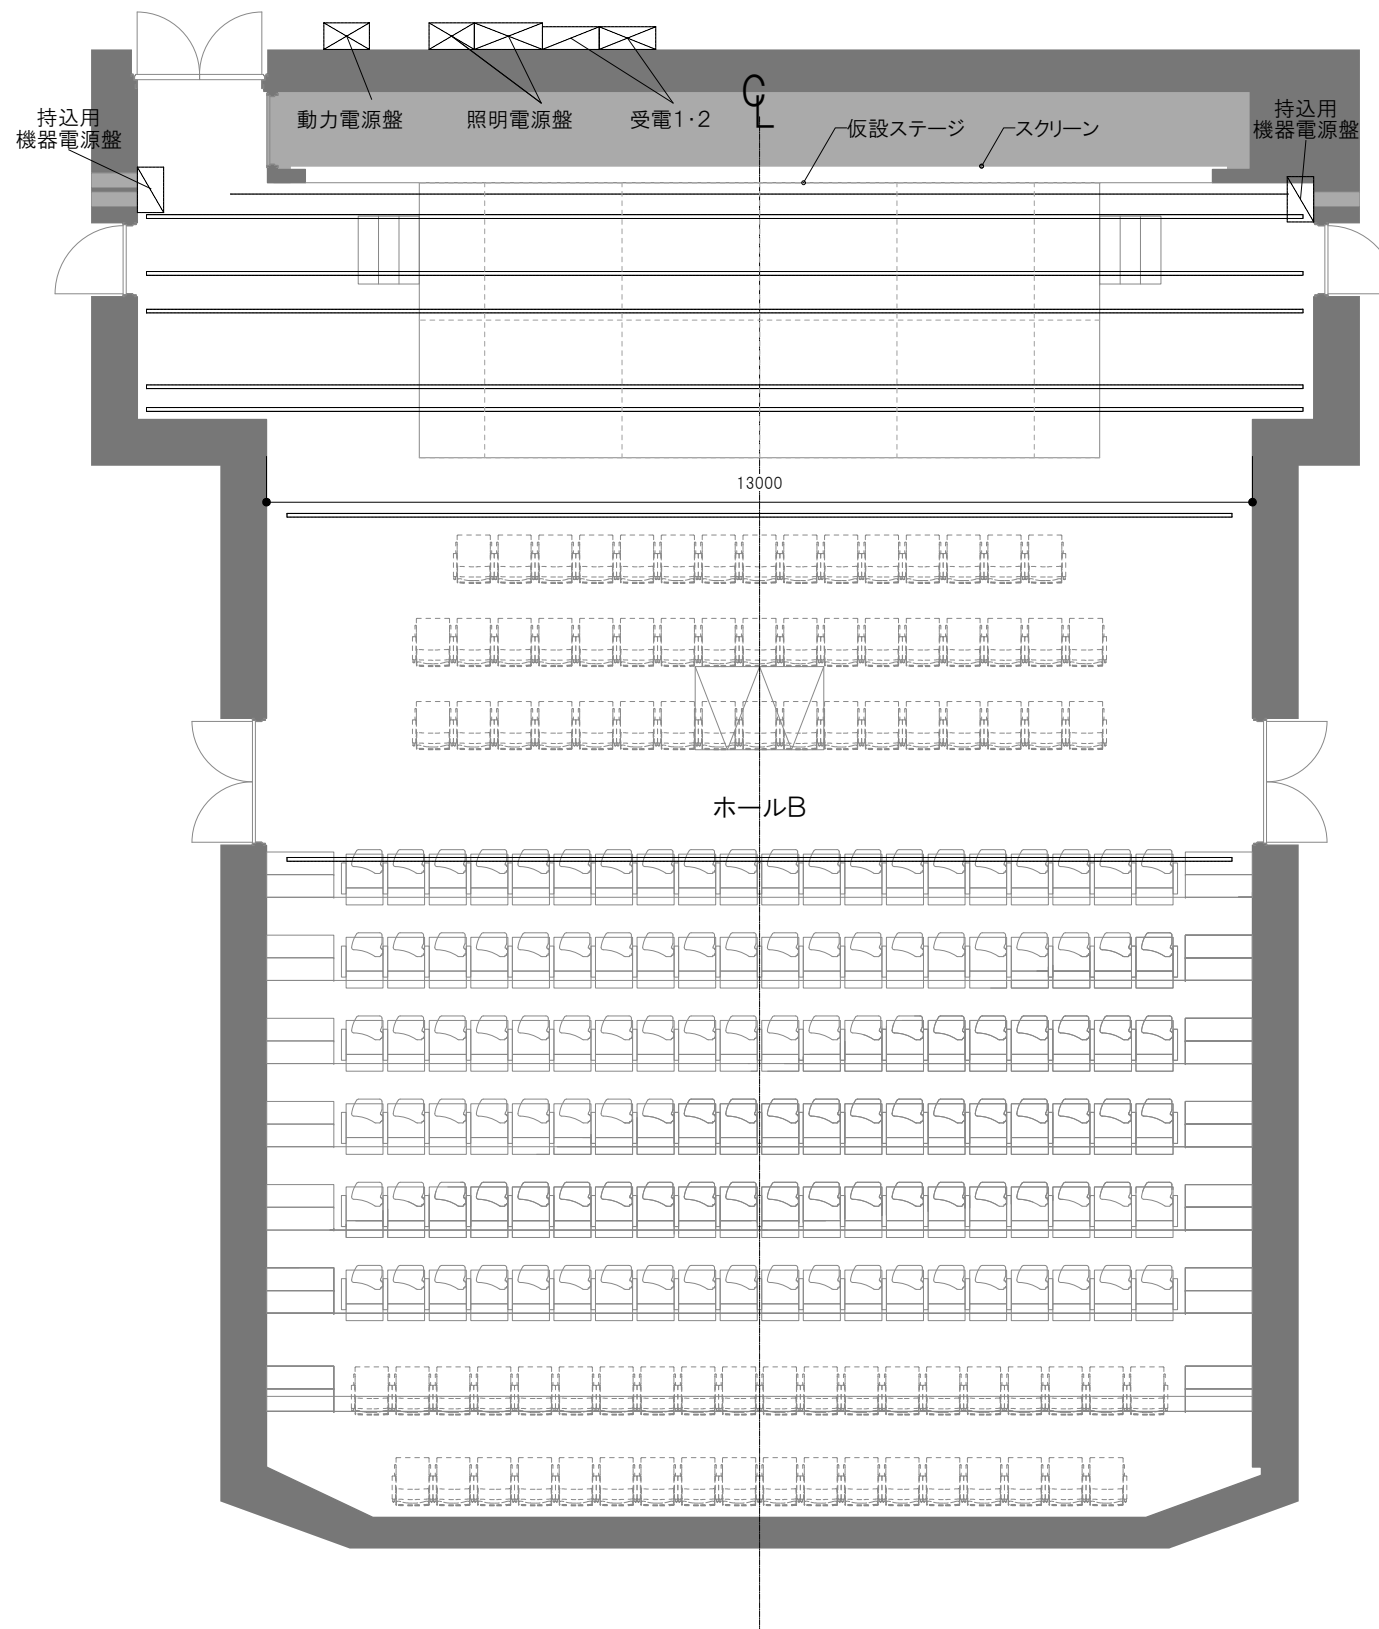 持込用
機器電源盤
動力電源盤
照明電源盤
受電1・2
CL
仮設ステージ
スクリーン
持込用
機器電源盤
13000
ホールB